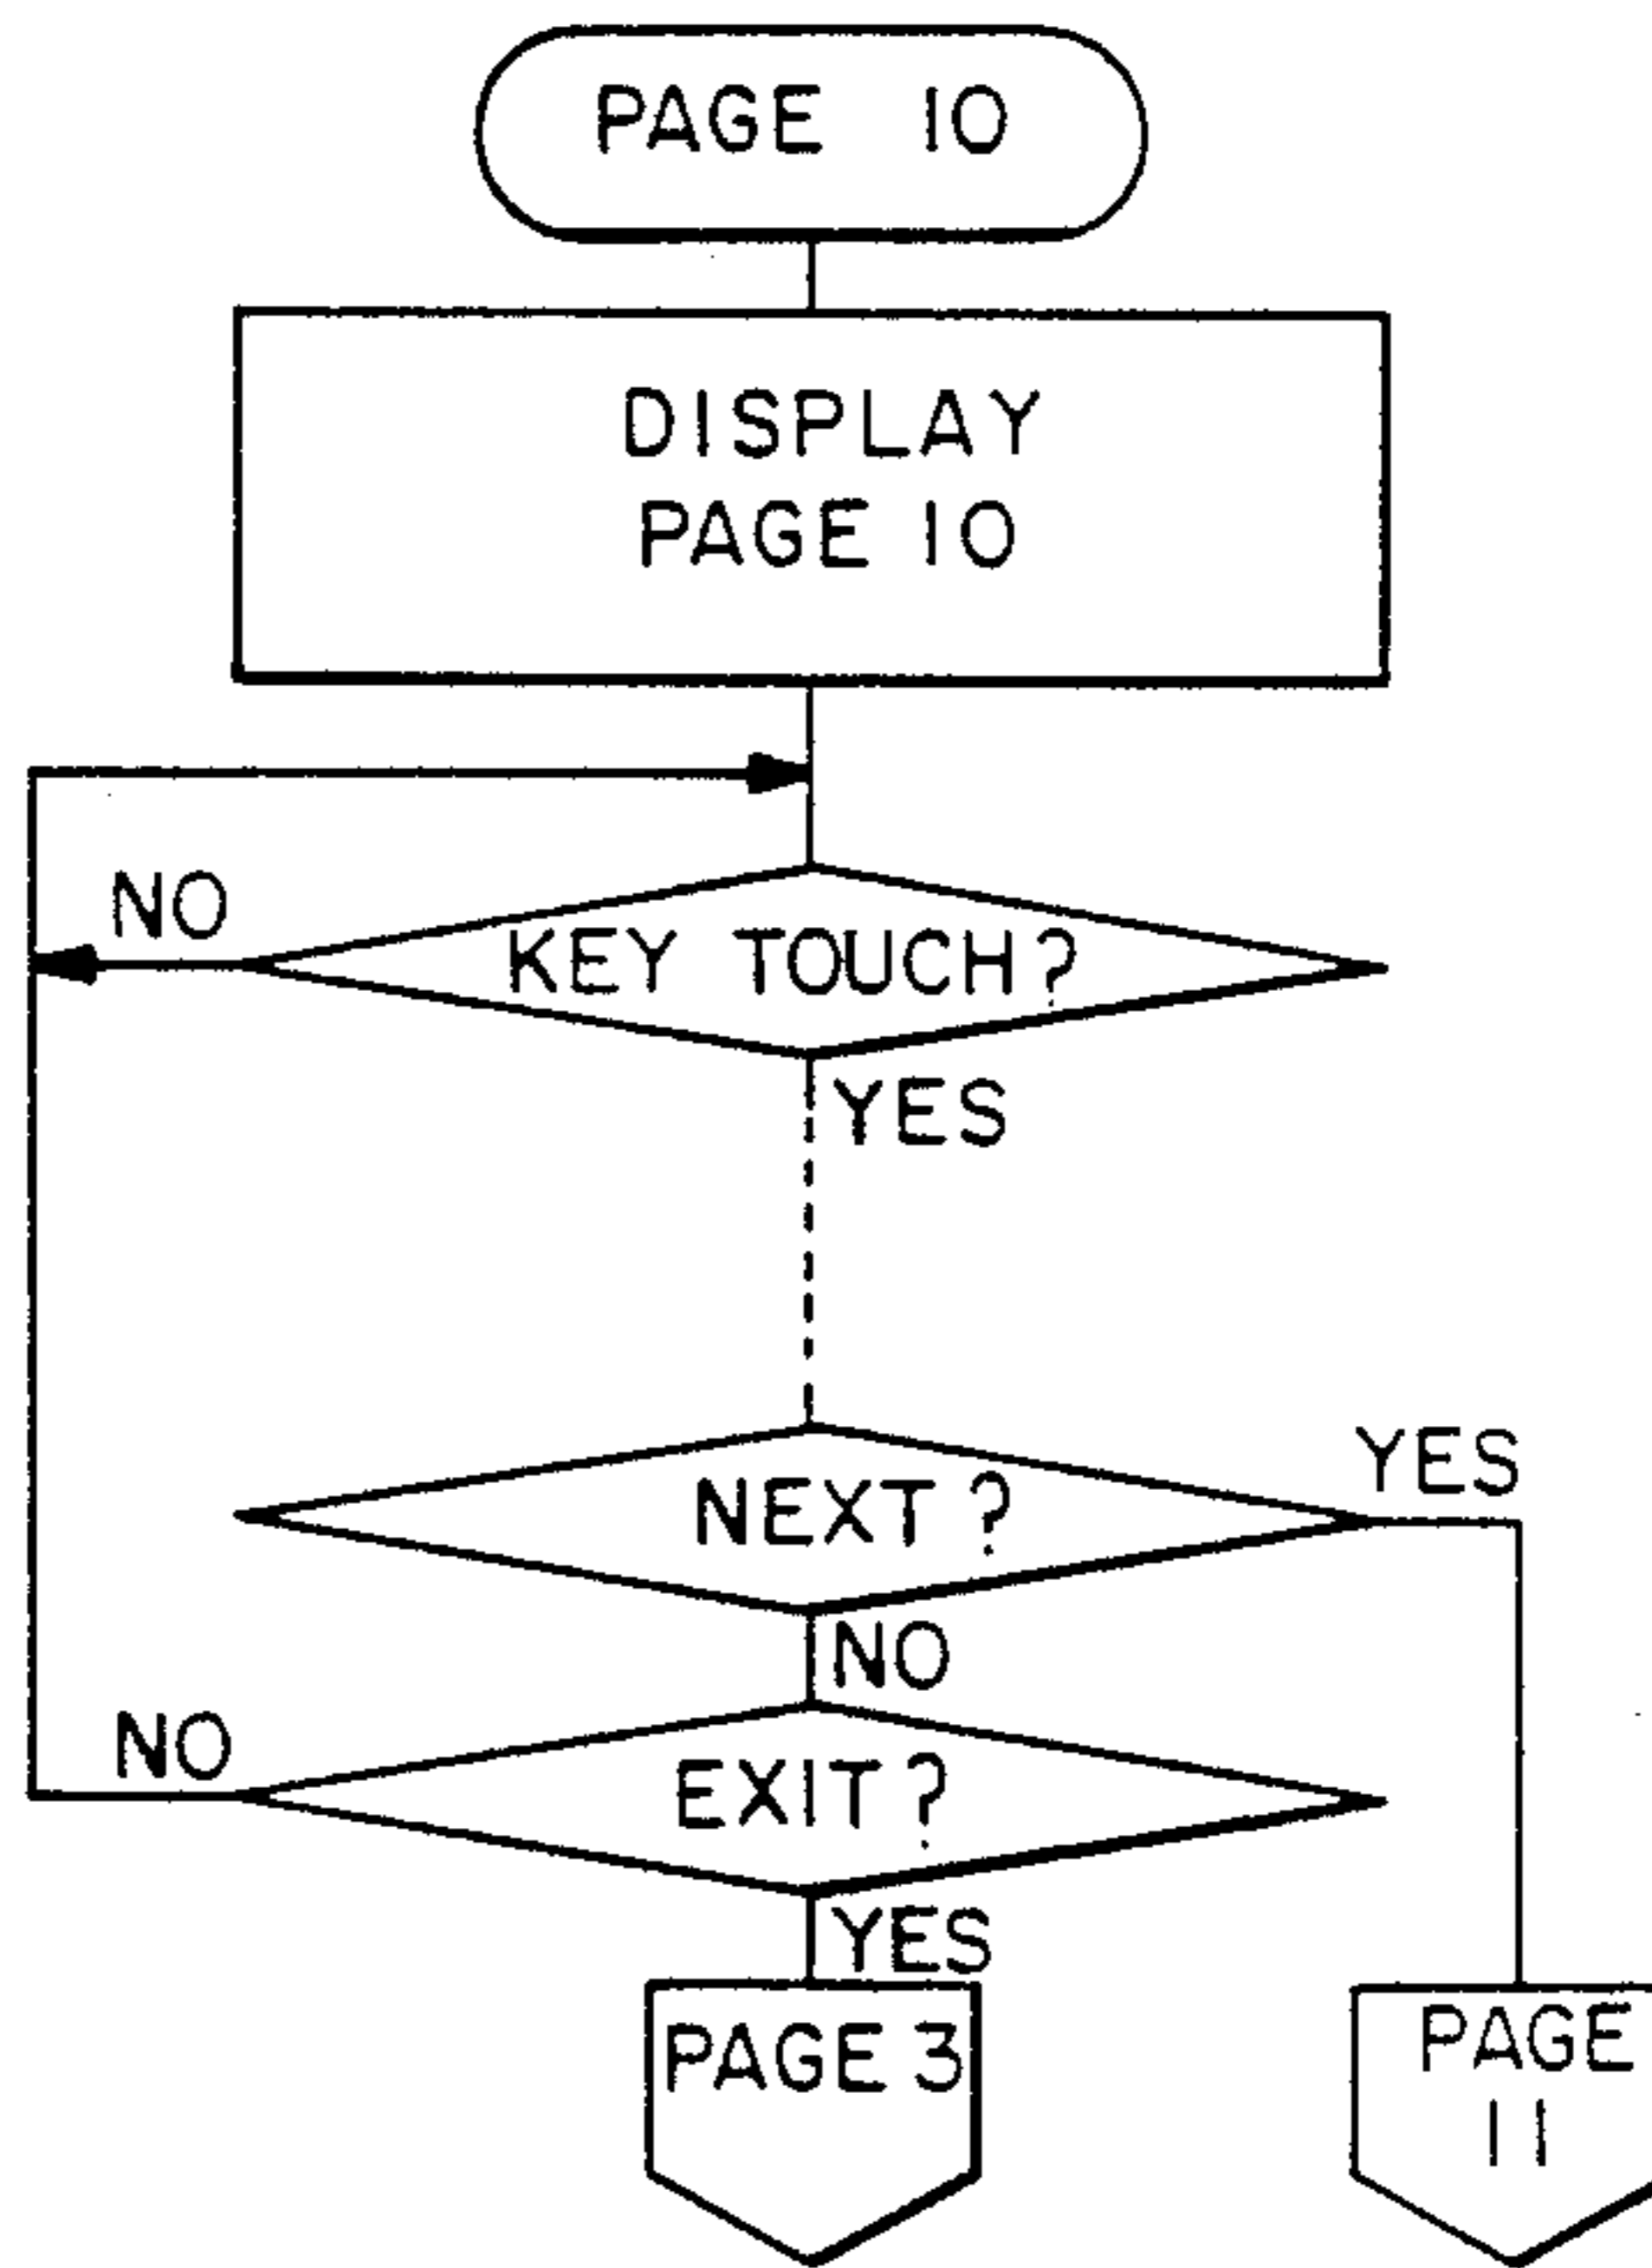 PAGE 10
DISPLAY
PAGE 10
NO
KEY TOUCH?
YES
NEXT?
YES
NO
NO
EXIT?
YES
PAGE 3
PAGE
11